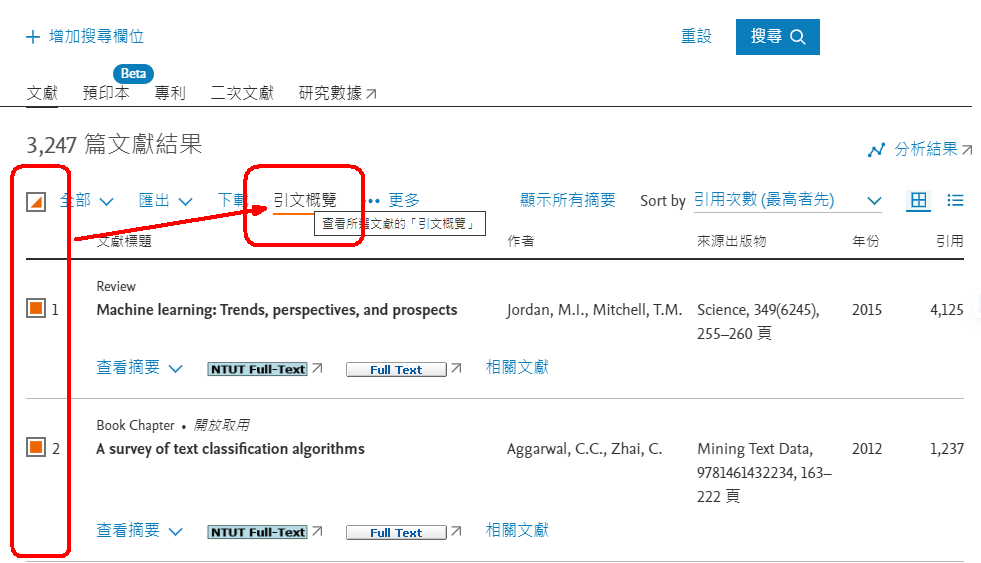 ＋ 增加搜尋欄位 重設 搜尋
Beta
文獻 預印本 專利 二次文獻 研究數據
3,247 篇文獻結果 分析結果
全部 匯出 下載 引文概覽 更多 顯示所有摘要 Sort by 引用次數 (最高者先)
查看所選文獻的「引文概覽」
文獻標題 作者 來源出版物 年份 引用
Review
1 Machine learning: Trends, perspectives, and prospects Jordan, M.I., Mitchell, T.M. Science, 349(6245), 2015 4,125
255–260 頁
查看摘要 NTUT Full-Text Full Text 相關文獻
Book Chapter • 開放取用
2 A survey of text classification algorithms Aggarwal, C.C., Zhai, C. Mining Text Data, 2012 1,237
9781461432234, 163–
222 頁
查看摘要 NTUT Full-Text Full Text 相關文獻